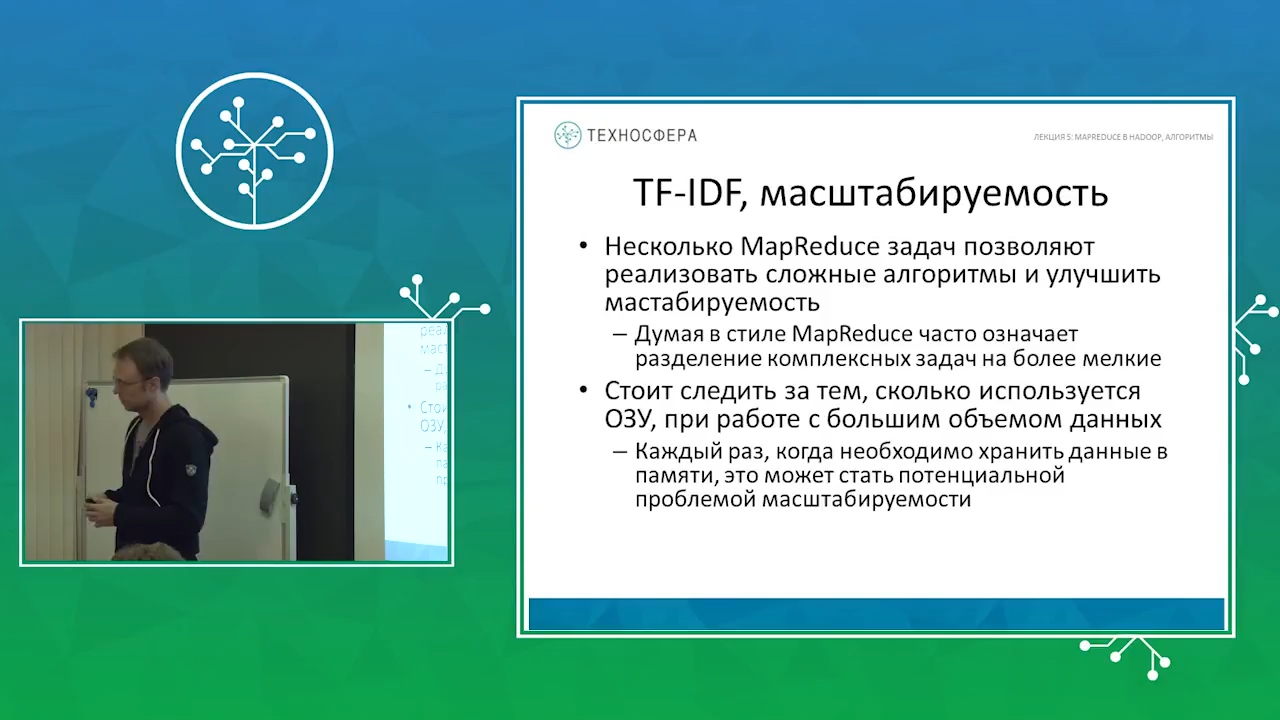 ТЕХНОСФЕРА
ЛЕКЦИЯ 5: MAPREDUCE В HADOOP, АЛГОРИТМЫ
TF-IDF, масштабируемость
• Несколько MapReduce задач позволяют
реализовать сложные алгоритмы и улучшить
мастабируемость
– Думая в стиле MapReduce часто означает
разделение комплексных задач на более мелкие
• Стоит следить за тем, сколько используется
ОЗУ, при работе с большим объемом данных
– Каждый раз, когда необходимо хранить данные в
памяти, это может стать потенциальной
проблемой масштабируемости